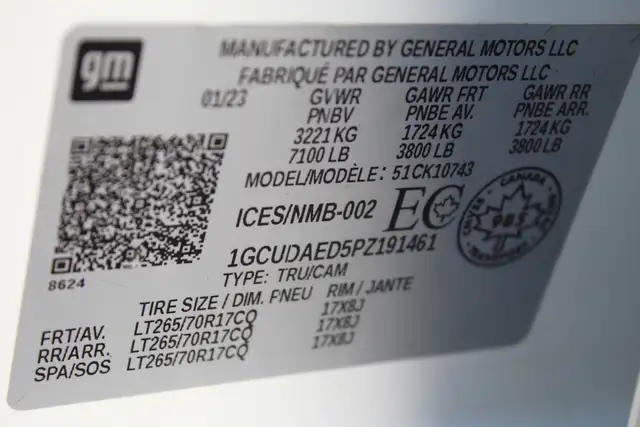 gm
MANUFACTURED BY GENERAL MOTORS LLC
FABRIQUÉ PAR GENERAL MOTORS LLC
01/23 GVWR GAWR FRT GAWR RR
PNBV PNBE AV. PNBE ARR.
3221 KG 1724 KG 1724 KG
7100 LB 3800 LB 3800 LB
MODEL/MODÈLE: 51CK10743
ICES/NMB-002 EC
CANADA
905
TRANSPORT
1GCUDAED5PZ191461
8624
TYPE: TRU/CAM
TIRE SIZE / DIM. PNEU RIM / JANTE
FRT/AV. LT265/70R17CQ 17X8J
RR/ARR. LT265/70R17CQ 17X8J
SPA/SOS LT265/70R17CQ 17X8J